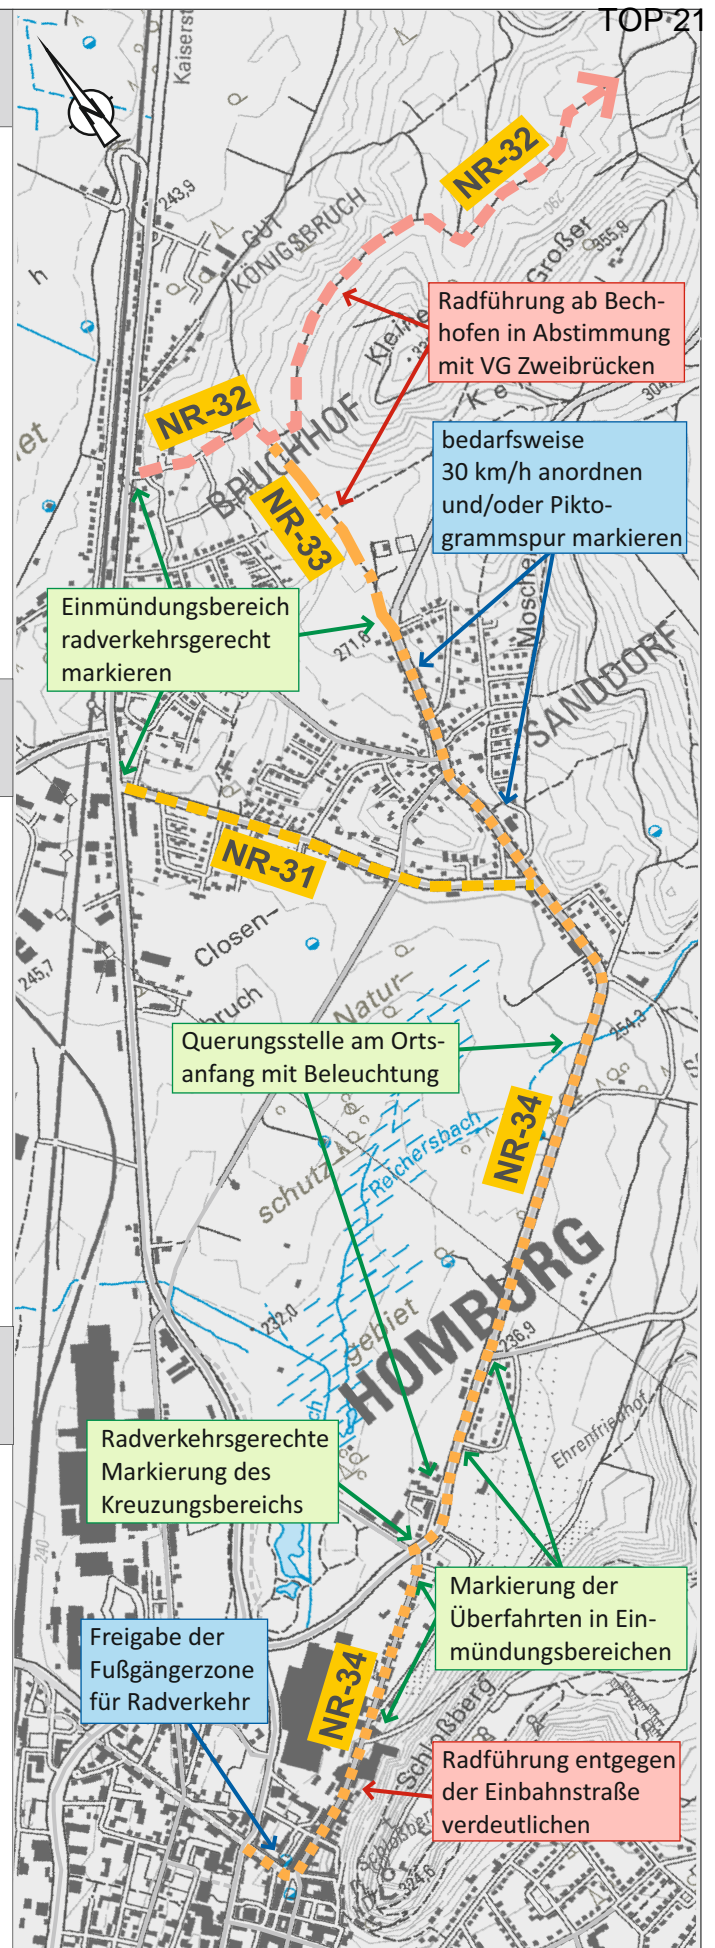 TOP 21
Kaiserst
N
243,9
GUT
KÖNIGSBRUCH
h
NR-32
290
Großer
355,9
Radführung ab Bech-
hofen in Abstimmung
mit VG Zweibrücken
NR-32
BRUCHHOF
bedarfsweise
30 km/h anordnen
und/oder Pikto-
grammspur markieren
NR-33
Einmündungsbereich
radverkehrsgerecht
markieren
SANDDORF
NR-31
Closen-
bruch
245,7
Natur-
Querungsstelle am Orts-
anfang mit Beleuchtung
254,3
NR-34
schutz
Reichersbach
gebiet
HOMBURG
232,0
236,9
Ehrenfriedhof
Radverkehrsgerechte
Markierung des
Kreuzungsbereichs
240
Markierung der
Überfahrten in Ein-
mündungsbereichen
Freigabe der
Fußgängerzone
für Radverkehr
NR-34
Schloßberg
Radführung entgegen
der Einbahnstraße
verdeutlichen
324,6